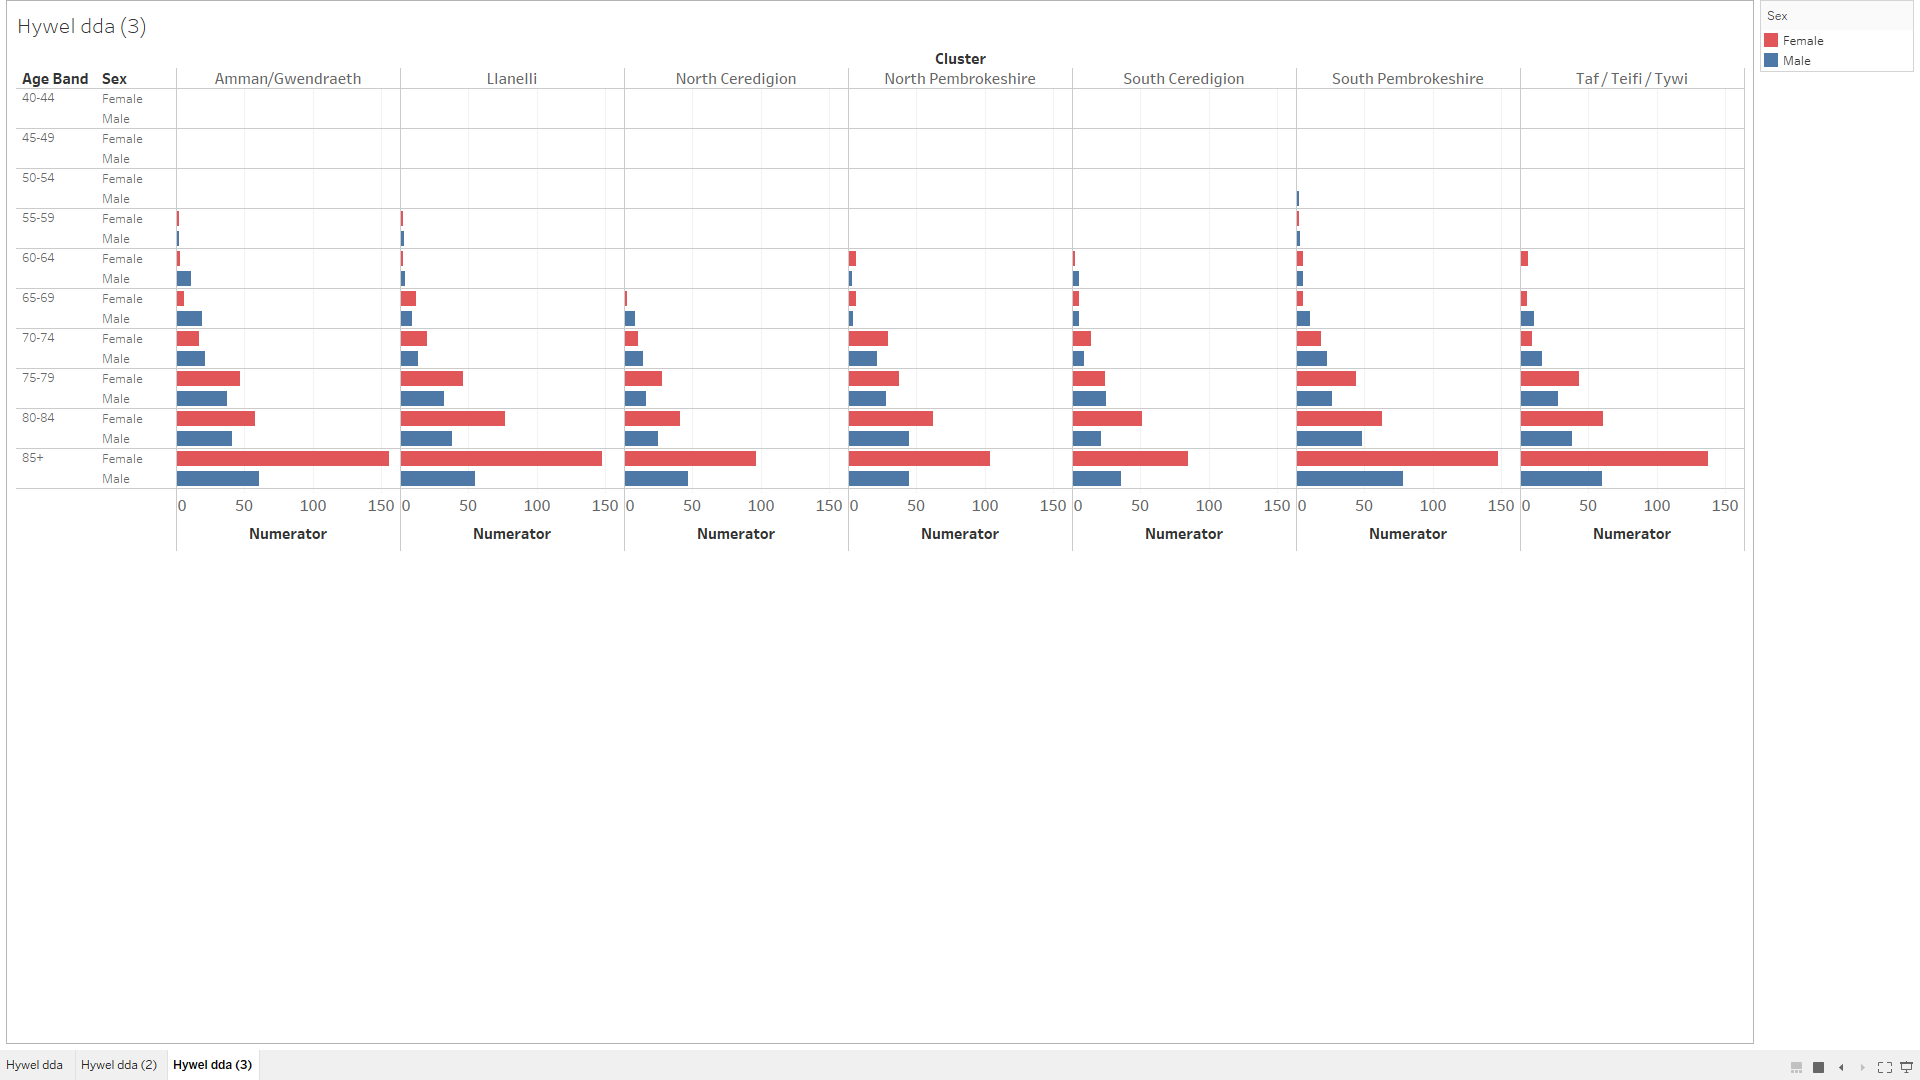 Hywel dda (3)
Sex
Female
Male
Cluster
Age Band Sex Amman/Gwendraeth Llanelli North Ceredigion North Pembrokeshire South Ceredigion South Pembrokeshire Taf / Teifi / Tywi
40-44 Female
Male
45-49 Female
Male
50-54 Female
Male
55-59 Female
Male
60-64 Female
Male
65-69 Female
Male
70-74 Female
Male
75-79 Female
Male
80-84 Female
Male
85+ Female
Male
0 50 100 150 0 50 100 150 0 50 100 150 0 50 100 150 0 50 100 150 0 50 100 150 0 50 100 150
Numerator Numerator Numerator Numerator Numerator Numerator Numerator
Hywel dda Hywel dda (2) Hywel dda (3)